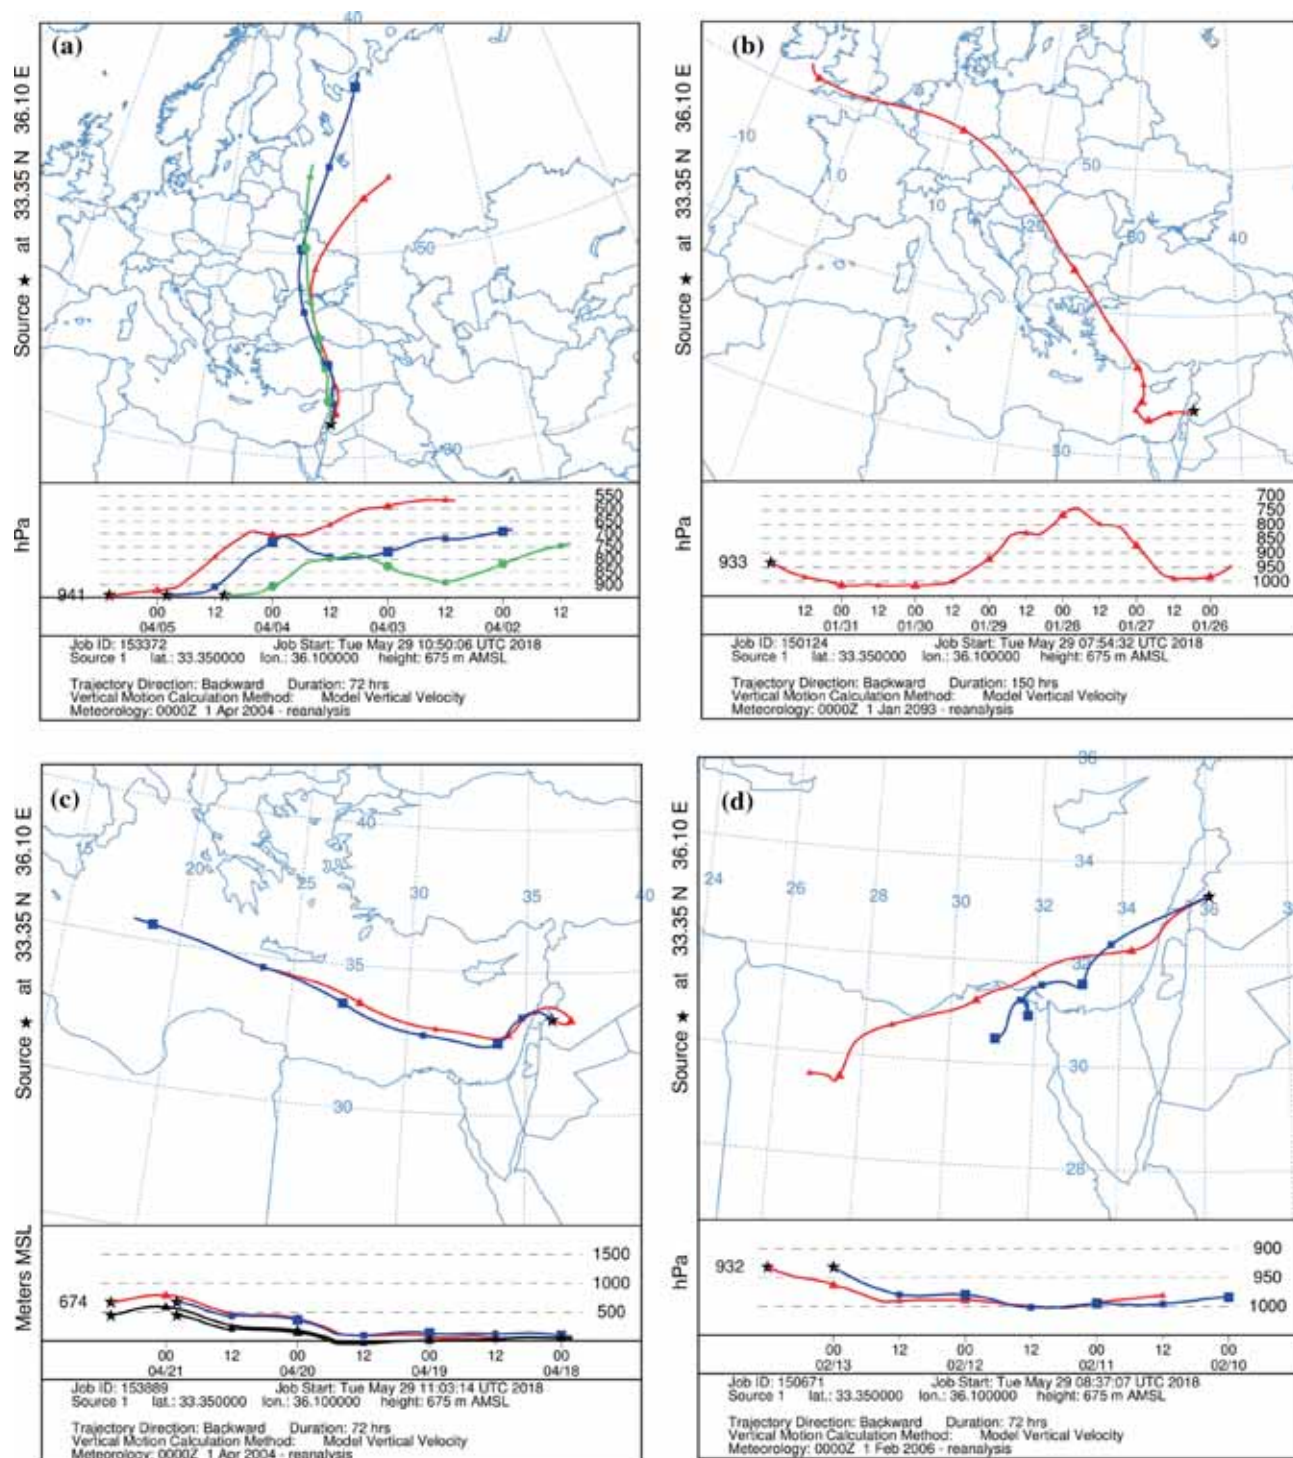 (a)
40
50
30
Source ★ at 33.35 N 36.10 E
hPa
941
550
600
650
700
750
800
850
900
00 12 00 12 00 12 00 12
04/05 04/04 04/03 04/02
Job ID: 153372 Job Start: Tue May 29 10:50:06 UTC 2018
Source 1 lat.: 33.350000 lon.: 36.100000 height: 675 m AMSL
Trajectory Direction: Backward Duration: 72 hrs
Vertical Motion Calculation Method: Model Vertical Velocity
Meteorology: 0000Z 1 Apr 2004 - reanalysis
(b)
-10
0
10
20
30
40
50
30
Source ★ at 33.35 N 36.10 E
hPa
933
700
750
800
850
900
950
1000
12 00 12 00 12 00 12 00 12 00 12 00
01/31 01/30 01/29 01/28 01/27 01/26
Job ID: 150124 Job Start: Tue May 29 07:54:32 UTC 2018
Source 1 lat.: 33.350000 lon.: 36.100000 height: 675 m AMSL
Trajectory Direction: Backward Duration: 150 hrs
Vertical Motion Calculation Method: Model Vertical Velocity
Meteorology: 0000Z 1 Jan 2093 - reanalysis
(c)
40
20
25
30
35
40
35
30
Source ★ at 33.35 N 36.10 E
Meters MSL
674
1500
1000
500
00 12 00 12 00 12 00
04/21 04/20 04/19 04/18
Job ID: 153889 Job Start: Tue May 29 11:03:14 UTC 2018
Source 1 lat.: 33.350000 lon.: 36.100000 height: 675 m AMSL
Trajectory Direction: Backward Duration: 72 hrs
Vertical Motion Calculation Method: Model Vertical Velocity
Meteorology: 0000Z 1 Apr 2004 - reanalysis
(d)
36
34
24
26
28
30
32
34
36
30
28
Source ★ at 33.35 N 36.10 E
hPa
932
900
950
1000
00 12 00 12 00 12 00
02/13 02/12 02/11 02/10
Job ID: 150671 Job Start: Tue May 29 08:37:07 UTC 2018
Source 1 lat.: 33.350000 lon.: 36.100000 height: 675 m AMSL
Trajectory Direction: Backward Duration: 72 hrs
Vertical Motion Calculation Method: Model Vertical Velocity
Meteorology: 0000Z 1 Feb 2006 - reanalysis